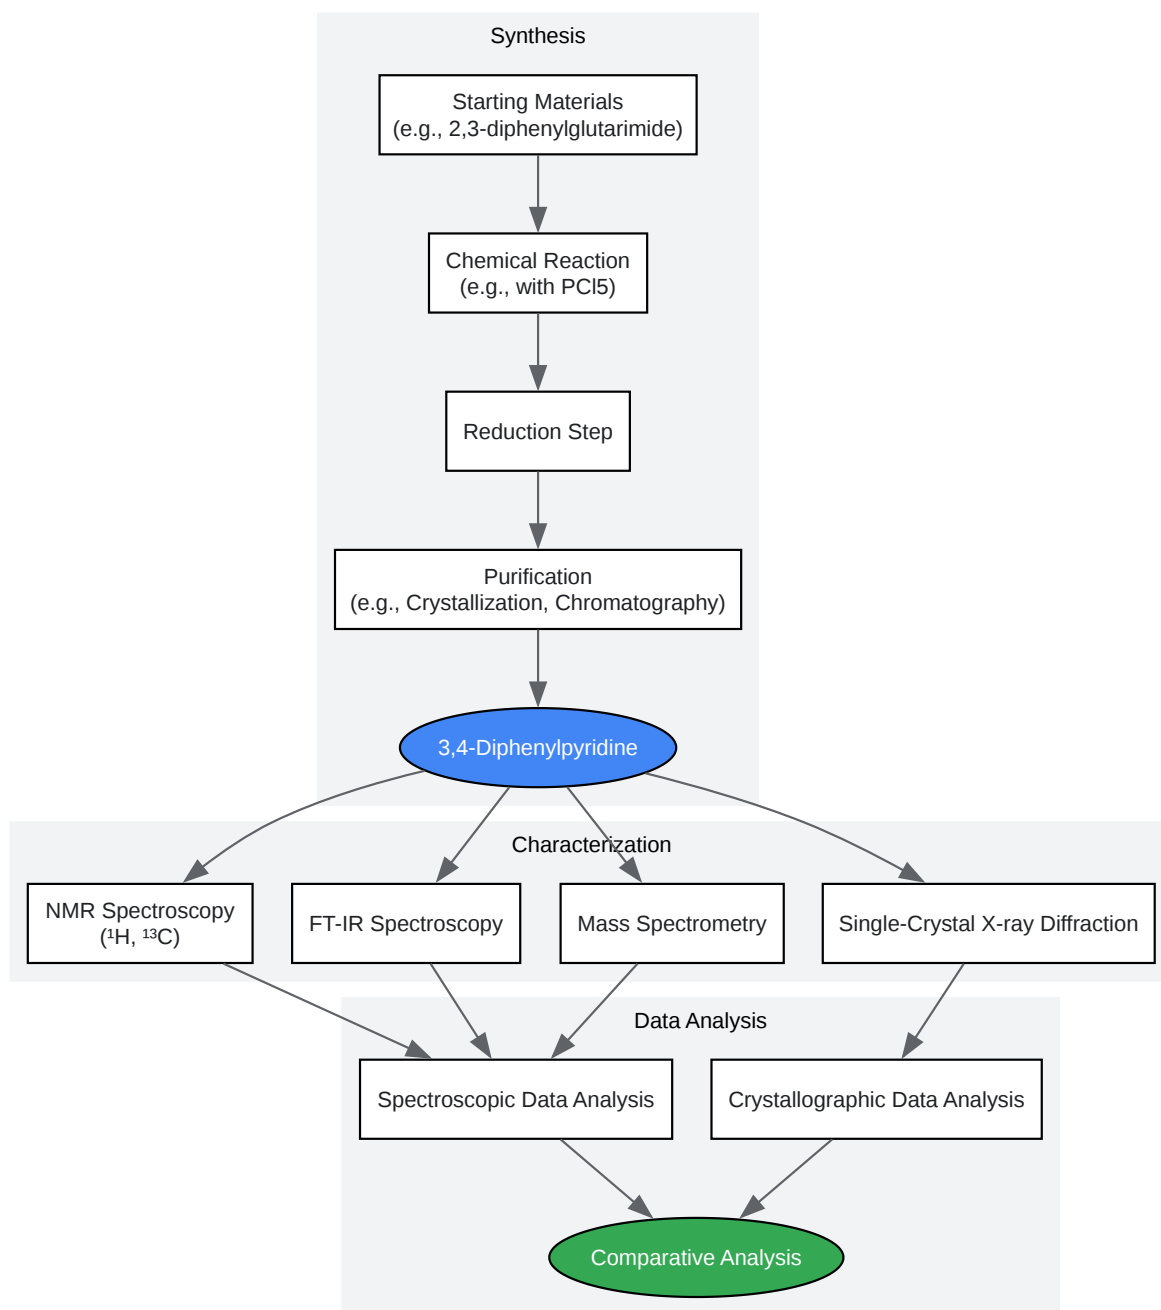 Synthesis
Starting Materials
(e.g., 2,3-diphenylglutarimide)
Chemical Reaction
(e.g., with PCl5)
Reduction Step
Purification
(e.g., Crystallization, Chromatography)
3,4-Diphenylpyridine
Characterization
NMR Spectroscopy
(¹H, ¹³C)
FT-IR Spectroscopy
Mass Spectrometry
Single-Crystal X-ray Diffraction
Data Analysis
Spectroscopic Data Analysis
Crystallographic Data Analysis
Comparative Analysis